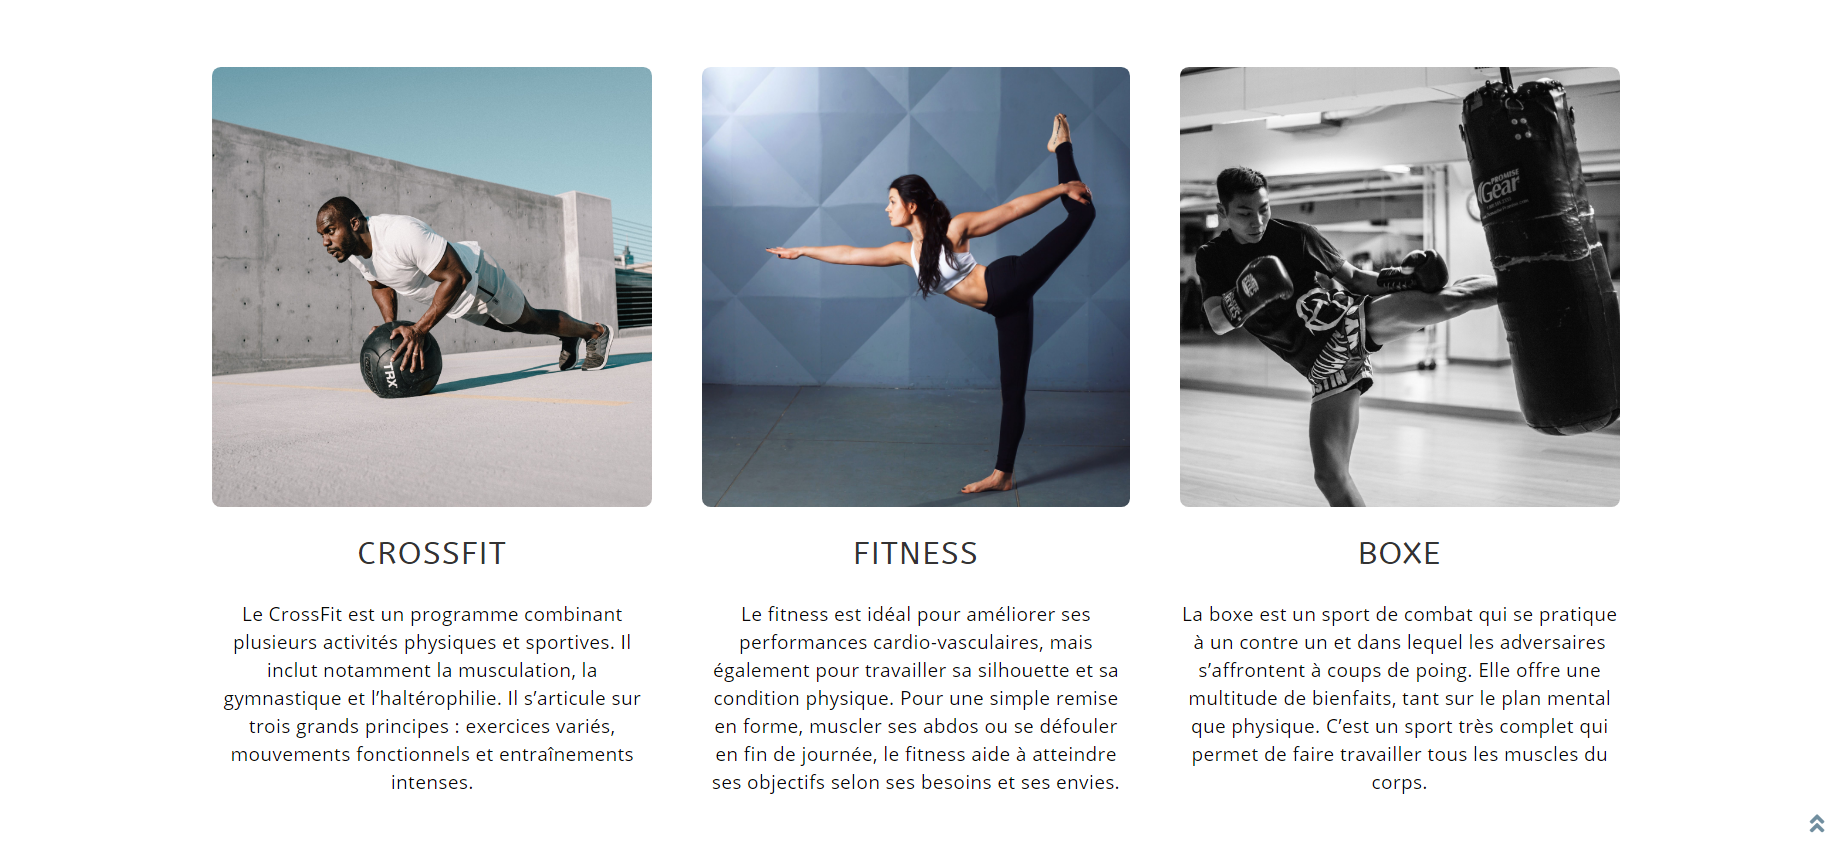 TRX
PROMISE
Gear
CROSSFIT
Le CrossFit est un programme combinant
plusieurs activités physiques et sportives. Il
inclut notamment la musculation, la
gymnastique et l’haltérophilie. Il s’articule sur
trois grands principes : exercices variés,
mouvements fonctionnels et entraînements
intenses.
FITNESS
Le fitness est idéal pour améliorer ses
performances cardio-vasculaires, mais
également pour travailler sa silhouette et sa
condition physique. Pour une simple remise
en forme, muscler ses abdos ou se défouler
en fin de journée, le fitness aide à atteindre
ses objectifs selon ses besoins et ses envies.
BOXE
La boxe est un sport de combat qui se pratique
à un contre un et dans lequel les adversaires
s’affrontent à coups de poing. Elle offre une
multitude de bienfaits, tant sur le plan mental
que physique. C’est un sport très complet qui
permet de faire travailler tous les muscles du
corps.